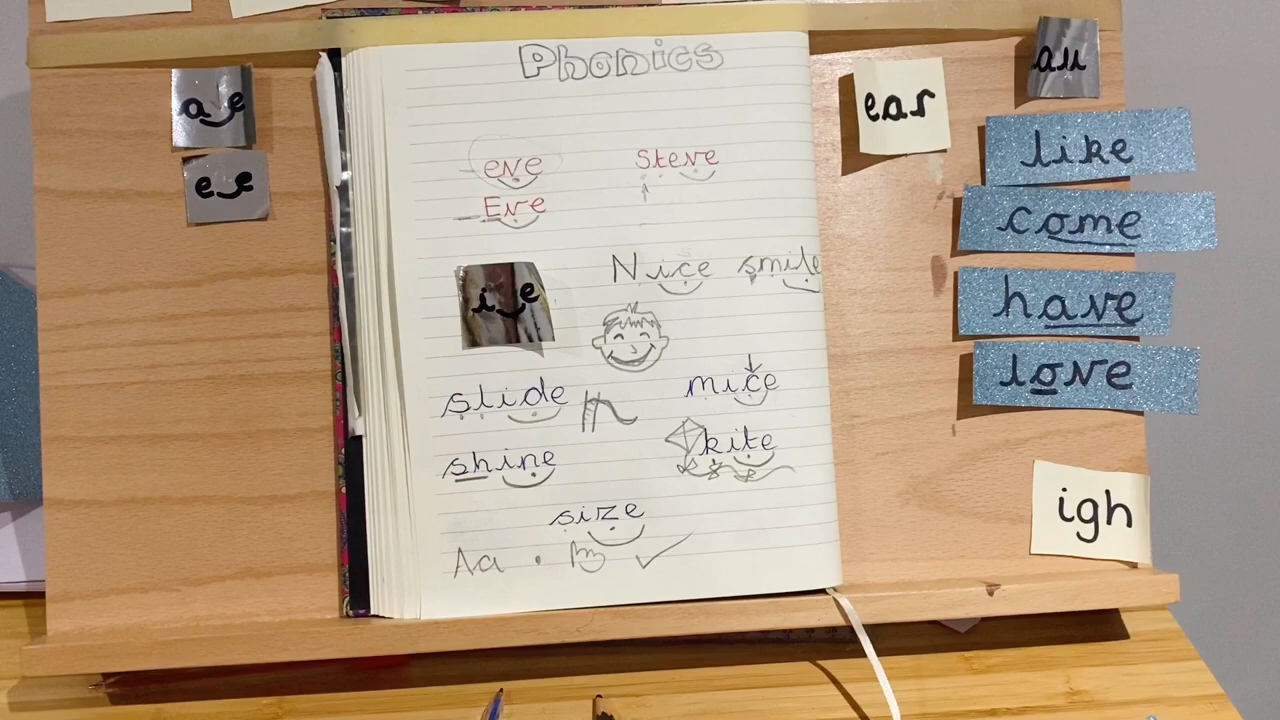 Phonics
a_e
e_e
eve
Steve
Eve
i_e
Nice smile
slide
mice
shine
kite
size
Aa .
ear
au
like
come
have
love
igh